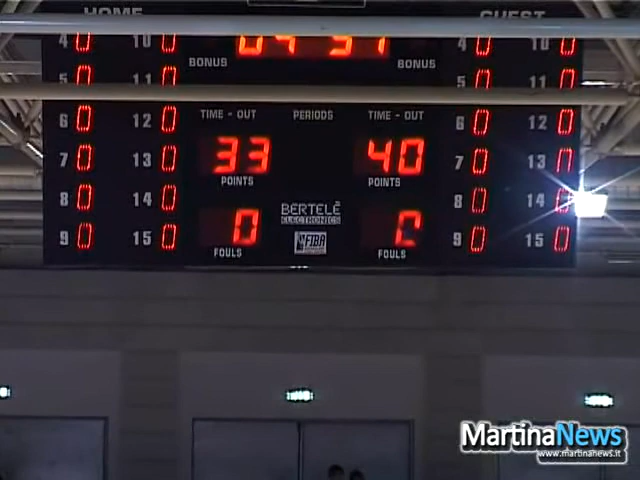 HOME GUEST
4 0 10 0 4 0 10 0
BONUS BONUS
5 0 11 0 5 0 11 0
TIME - OUT PERIODS TIME - OUT
6 0 12 0 6 0 12 0
7 0 13 0 33 40 7 0 13
POINTS POINTS
8 0 14 0 8 0 14
BERTELÈ
ELECTRONICS
9 0 15 0 0 9 0 15 0
FIBA
FOULS FOULS
MartinaNews
www.martinanews.it